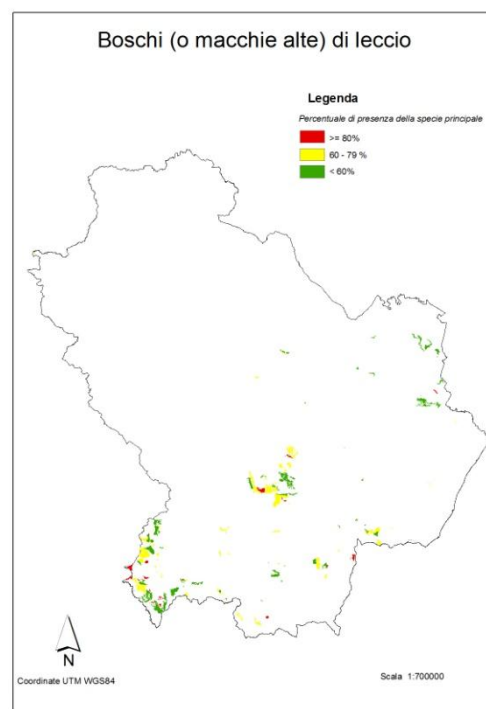 Boschi (o macchie alte) di leccio
Legenda
Percentuale di presenza della specie principale
>= 80%
60 - 79 %
< 60%
N
Coordinate UTM WGS84
Scala 1:700000